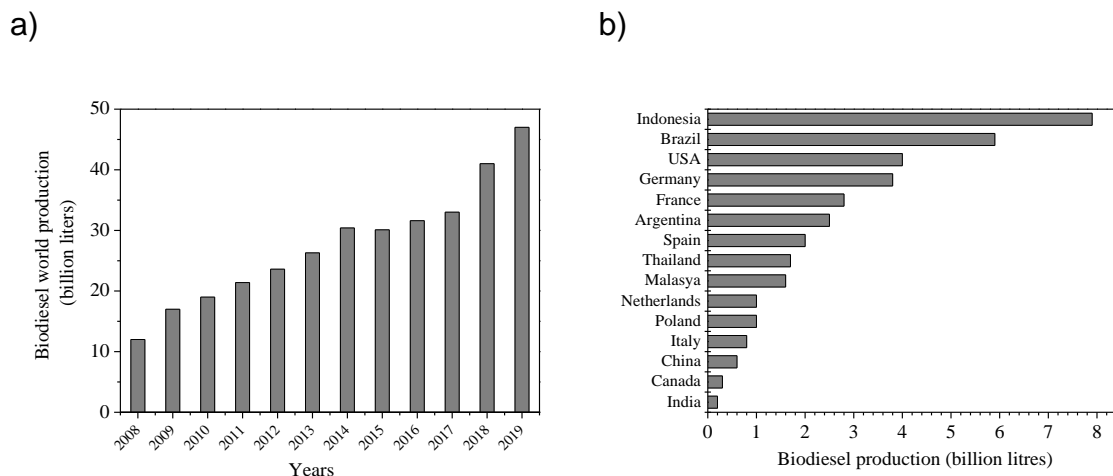 a)
50
40
30
20
10
0
Biodiesel world production
(billion liters)
2008
2009
2010
2011
2012
2013
2014
2015
2016
2017
2018
2019
Years
b)
Indonesia
Brazil
USA
Germany
France
Argentina
Spain
Thailand
Malasya
Netherlands
Poland
Italy
China
Canada
India
0 1 2 3 4 5 6 7 8
Biodiesel production (billion litres)